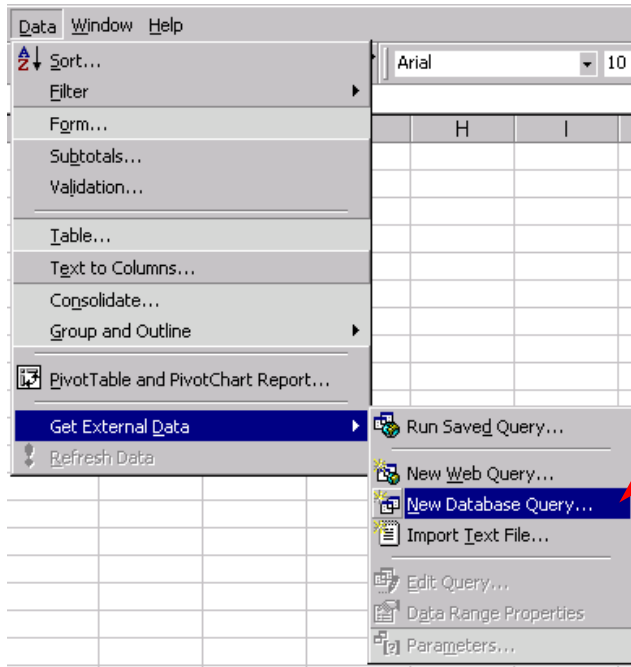 Data Window Help
Sort...
Arial 10
Filter
Form...
H I
Subtotals...
Validation...
Table...
Text to Columns...
Consolidate...
Group and Outline
PivotTable and PivotChart Report...
Get External Data
Refresh Data
Run Saved Query...
New Web Query...
New Database Query...
Import Text File...
Edit Query...
Data Range Properties
Parameters...